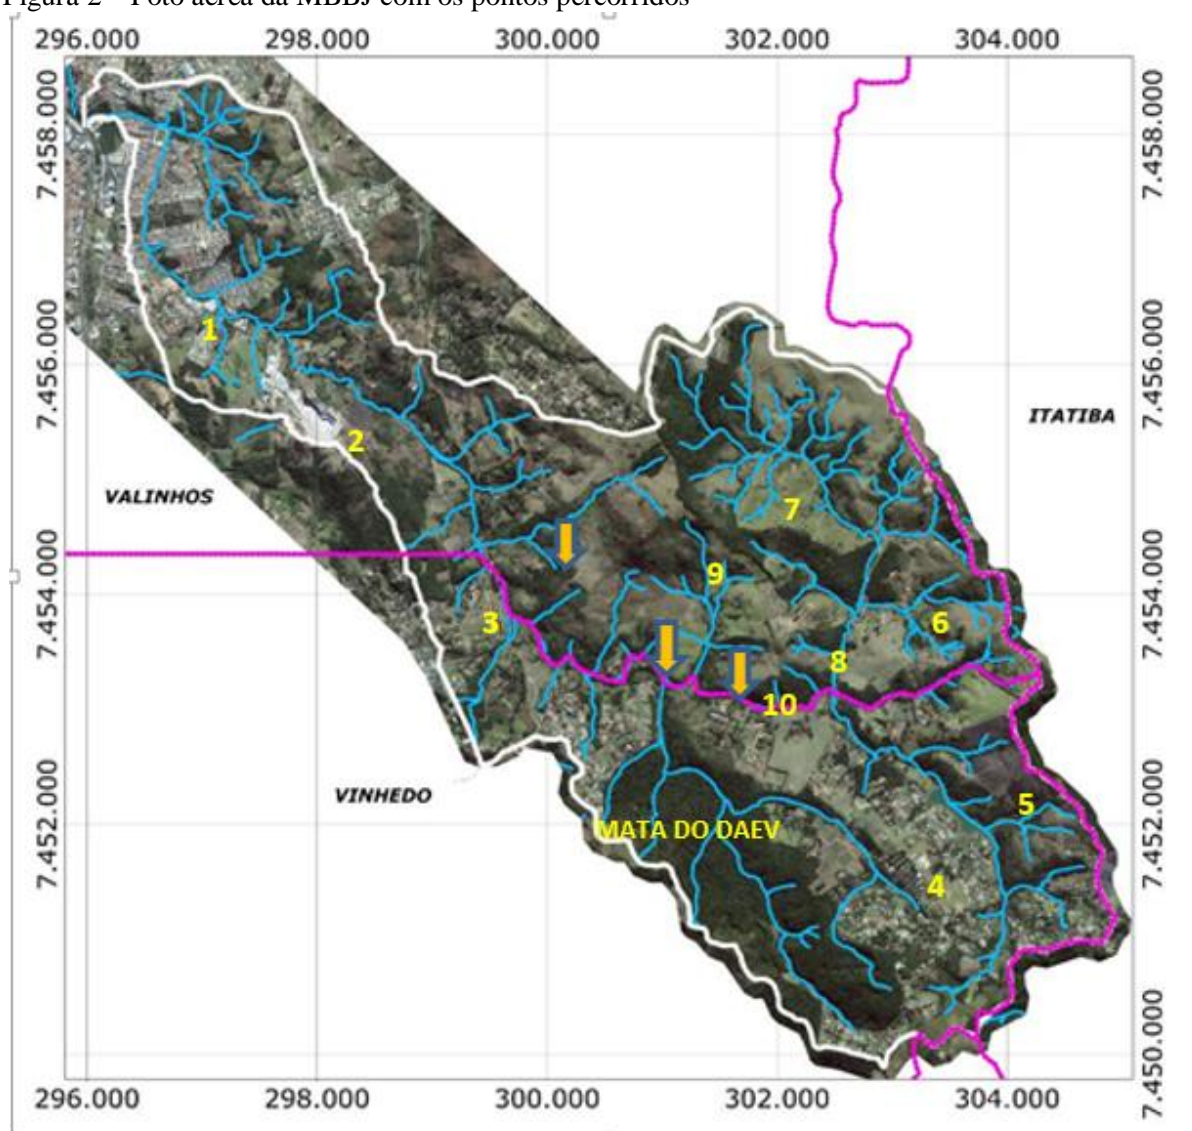 Figura 2 – Foto aérea da MBBJ com os pontos percorridos
296.000 298.000 300.000 302.000 304.000
7.458.000 7.458.000
1
7.456.000 7.456.000
ITATIBA
2
VALINHOS
7
7.454.000 7.454.000
9
3 6
8
10
VINHEDO
7.452.000 7.452.000
5
MATA DO DAEV
4
7.450.000
296.000 298.000 300.000 302.000 304.000